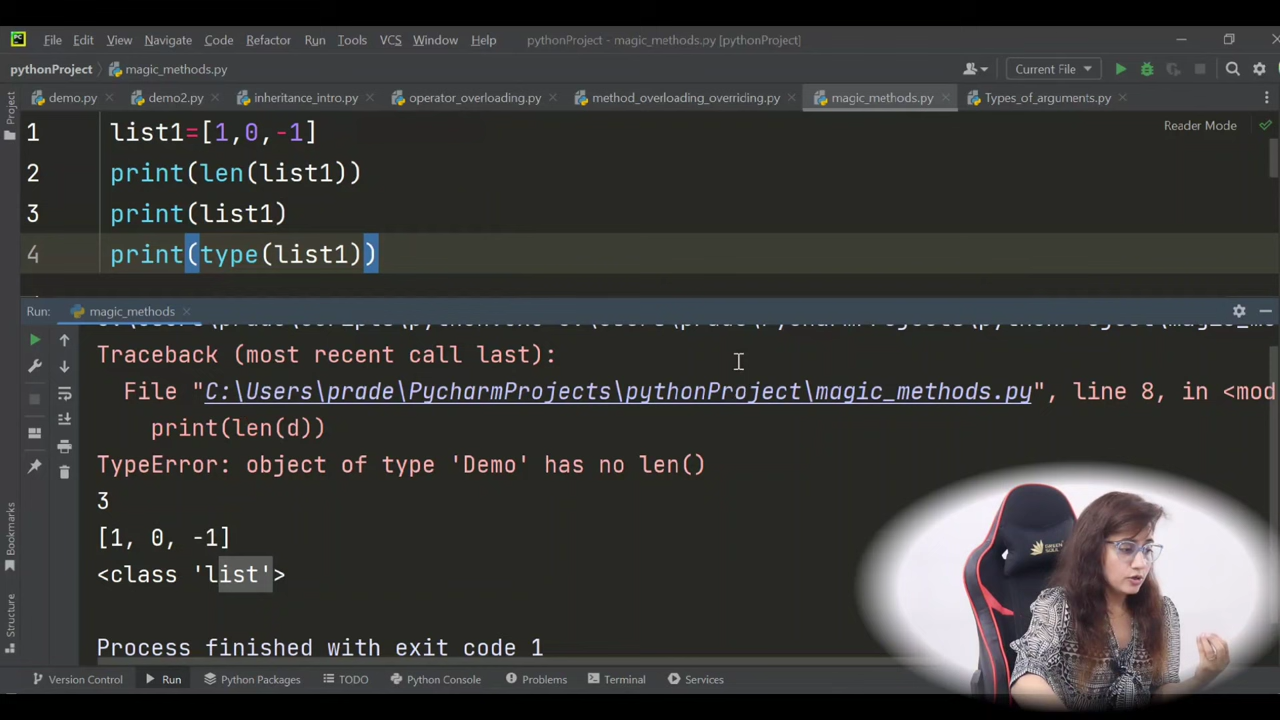 File Edit View Navigate Code Refactor Run Tools VCS Window Help pythonProject - magic_methods.py [pythonProject]
pythonProject magic_methods.py Current File
demo.py demo2.py inheritance_intro.py operator_overloading.py method_overloading_overriding.py magic_methods.py Types_of_arguments.py
Project
Reader Mode
1 list1=[1,0,-1]
2 print(len(list1))
3 print(list1)
4 print(type(list1))
Run: magic_methods
Traceback (most recent call last):
File "C:\Users\prade\PycharmProjects\pythonProject\magic_methods.py", line 8, in <mod
print(len(d))
TypeError: object of type 'Demo' has no len()
3
[1, 0, -1]
<class 'list'>
Process finished with exit code 1
Bookmarks
Structure
GREEN SOUL
Version Control Run Python Packages TODO Python Console Problems Terminal Services